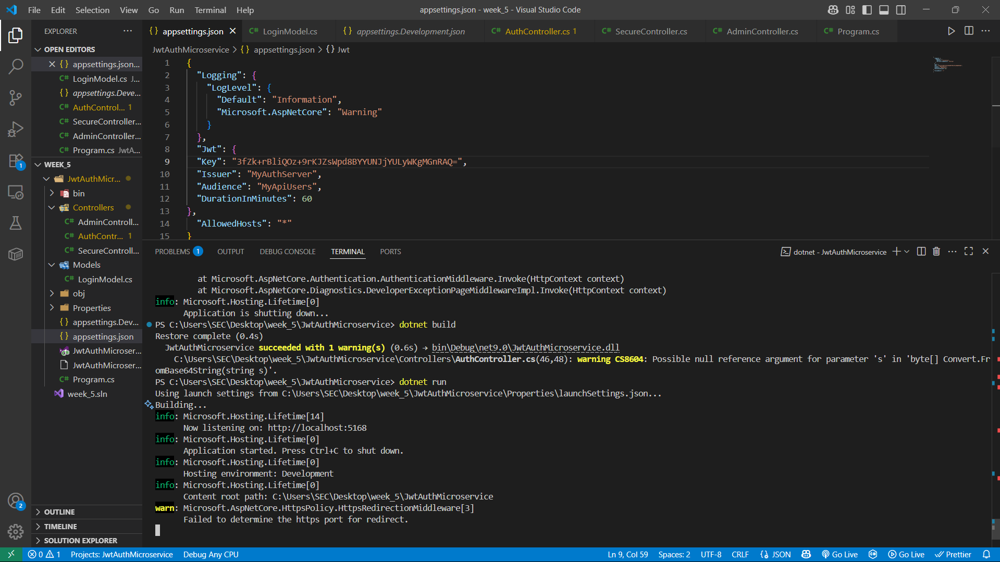 File Edit Selection View Go Run Terminal Help
appsettings.json - week_5 - Visual Studio Code
EXPLORER
OPEN EDITORS
appsettings.json...
LoginModel.cs J...
appsettings.Deve...
AuthControl... 1
SecureController...
AdminController...
Program.cs JwtA...
WEEK_5
JwtAuthMicr...
bin
Controllers
AdminControll...
AuthContr... 1
SecureControll...
Models
LoginModel.cs
obj
Properties
appsettings.Dev...
appsettings.json
JwtAuthMicroser...
JwtAuthMicroser...
Program.cs
week_5.sln
OUTLINE
TIMELINE
SOLUTION EXPLORER
1
2
appsettings.json LoginModel.cs appsettings.Development.json AuthController.cs 1 SecureController.cs AdminController.cs Program.cs
JwtAuthMicroservice > {} appsettings.json > {} Jwt
1 {
2 "Logging": {
3 "LogLevel": {
4 "Default": "Information",
5 "Microsoft.AspNetCore": "Warning"
6 }
7 },
8 "Jwt": {
9 "Key": "3fZk+rBliQOz+9rKJZsWpd8BYYUNJjYULyWKgMGnRAQ=",
10 "Issuer": "MyAuthServer",
11 "Audience": "MyApiUsers",
12 "DurationInMinutes": 60
13 },
14 "AllowedHosts": "*"
15 }
PROBLEMS 1 OUTPUT DEBUG CONSOLE TERMINAL PORTS
dotnet - JwtAuthMicroservice
at Microsoft.AspNetCore.Authentication.AuthenticationMiddleware.Invoke(HttpContext context)
at Microsoft.AspNetCore.Diagnostics.DeveloperExceptionPageMiddlewareImpl.Invoke(HttpContext context)
info: Microsoft.Hosting.Lifetime[0]
Application is shutting down...
PS C:\Users\SEC\Desktop\week_5\JwtAuthMicroservice> dotnet build
Restore complete (0.4s)
JwtAuthMicroservice succeeded with 1 warning(s) (0.6s) → bin\Debug\net9.0\JwtAuthMicroservice.dll
C:\Users\SEC\Desktop\week_5\JwtAuthMicroservice\Controllers\AuthController.cs(46,48): warning CS8604: Possible null reference argument for parameter 's' in 'byte[] Convert.Fr
omBase64String(string s)'.
PS C:\Users\SEC\Desktop\week_5\JwtAuthMicroservice> dotnet run
Using launch settings from C:\Users\SEC\Desktop\week_5\JwtAuthMicroservice\Properties\launchSettings.json...
Building...
info: Microsoft.Hosting.Lifetime[14]
Now listening on: http://localhost:5168
info: Microsoft.Hosting.Lifetime[0]
Application started. Press Ctrl+C to shut down.
info: Microsoft.Hosting.Lifetime[0]
Hosting environment: Development
info: Microsoft.Hosting.Lifetime[0]
Content root path: C:\Users\SEC\Desktop\week_5\JwtAuthMicroservice
warn: Microsoft.AspNetCore.HttpsPolicy.HttpsRedirectionMiddleware[3]
Failed to determine the https port for redirect.
0 1 Projects: JwtAuthMicroservice Debug Any CPU
Ln 9, Col 59 Spaces: 2 UTF-8 CRLF {} JSON Go Live Go Live Prettier